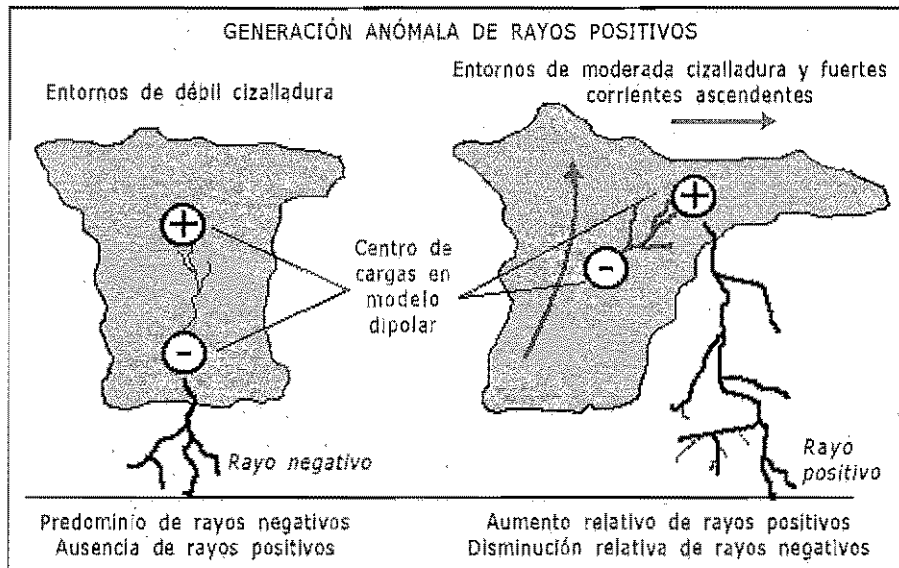 GENERACIÓN ANÓMALA DE RAYOS POSITIVOS
Entornos de débil cizalladura
Entornos de moderada cizalladura y fuertes
corrientes ascendentes
+
+
-
-
Centro de
cargas en
modelo
dipolar
Rayo negativo
Rayo
positivo
Predominio de rayos negativos
Ausencia de rayos positivos
Aumento relativo de rayos positivos
Disminución relativa de rayos negativos